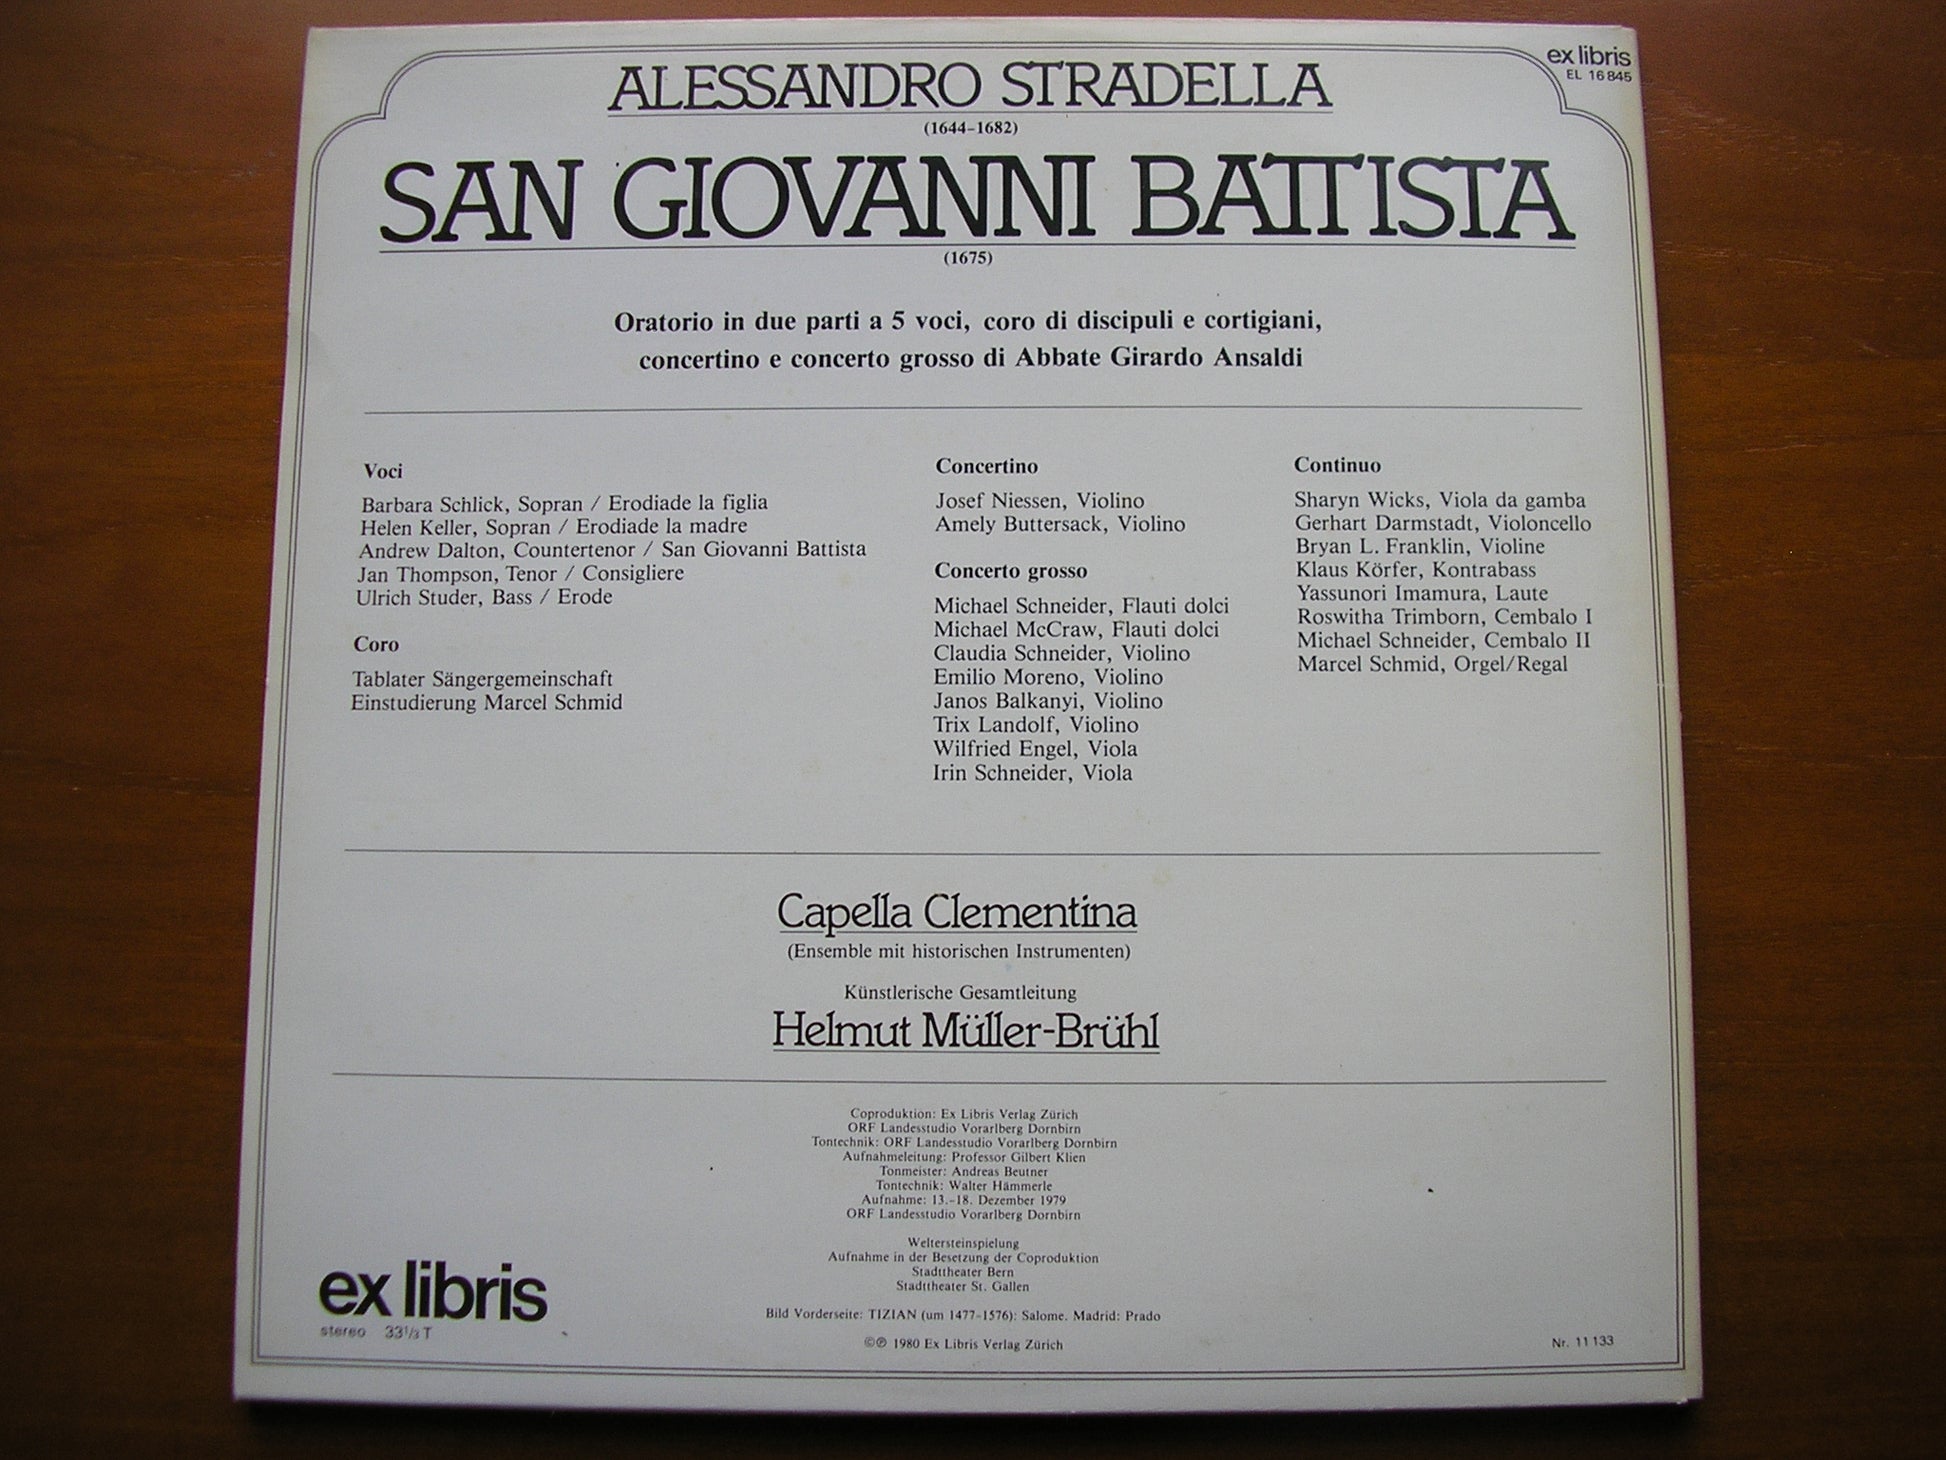 ex libris
EL 16 845
ALESSANDRO STRADELLA
(1644-1682)
SAN GIOVANNI BATTISTA
(1675)
Oratorio in due parti a 5 voci, coro di discipuli e cortigiani,
concertino e concerto grosso di Abbate Girardo Ansaldi
Voci
Barbara Schlick, Sopran / Erodiade la figlia
Helen Keller, Sopran / Erodiade la madre
Andrew Dalton, Countertenor / San Giovanni Battista
Jan Thompson, Tenor / Consigliere
Ulrich Studer, Bass / Erode
Coro
Tablater Sängergemeinschaft
Einstudierung Marcel Schmid
Concertino
Josef Niessen, Violino
Amely Buttersack, Violino
Concerto grosso
Michael Schneider, Flauti dolci
Michael McCraw, Flauti dolci
Claudia Schneider, Violino
Emilio Moreno, Violino
Janos Balkanyi, Violino
Trix Landolf, Violino
Wilfried Engel, Viola
Irin Schneider, Viola
Continuo
Sharyn Wicks, Viola da gamba
Gerhart Darmstadt, Violoncello
Bryan L. Franklin, Violine
Klaus Körfer, Kontrabass
Yassunori Imamura, Laute
Roswitha Trimborn, Cembalo I
Michael Schneider, Cembalo II
Marcel Schmid, Orgel/Regal
Capella Clementina
(Ensemble mit historischen Instrumenten)
Künstlerische Gesamtleitung
Helmut Müller-Brühl
Coproduktion: Ex Libris Verlag Zürich
ORF Landesstudio Vorarlberg Dornbirn
Tontechnik: ORF Landesstudio Vorarlberg Dornbirn
Aufnahmeleitung: Professor Gilbert Klien
Tonmeister: Andreas Beutner
Tontechnik: Walter Hämmerle
Aufnahme: 13.-18. Dezember 1979
ORF Landesstudio Vorarlberg Dornbirn
Weltersteinspielung
Aufnahme in der Besetzung der Coproduktion
Stadttheater Bern
Stadttheater St. Gallen
Bild Vorderseite: TIZIAN (um 1477-1576): Salome. Madrid: Prado
©℗ 1980 Ex Libris Verlag Zürich
ex libris
stereo 33⅓ T
Nr. 11 133